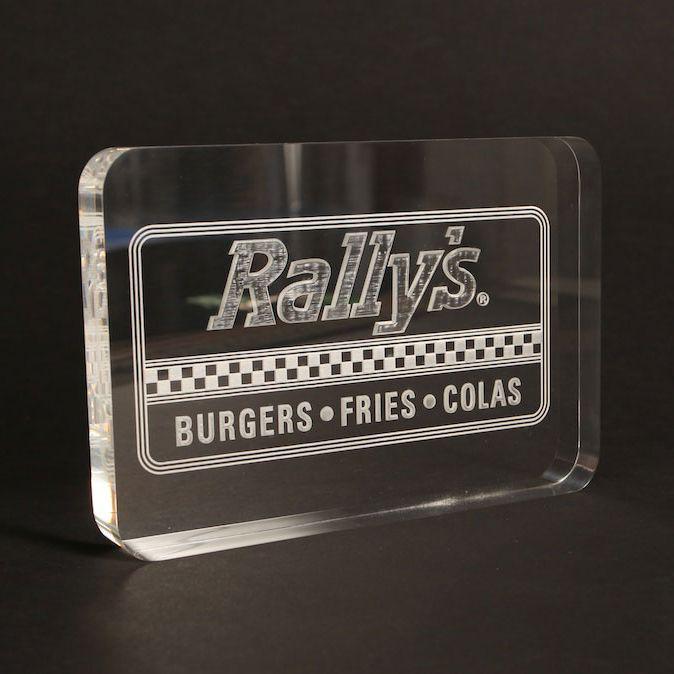 Rally's.®
BURGERS • FRIES • COLAS